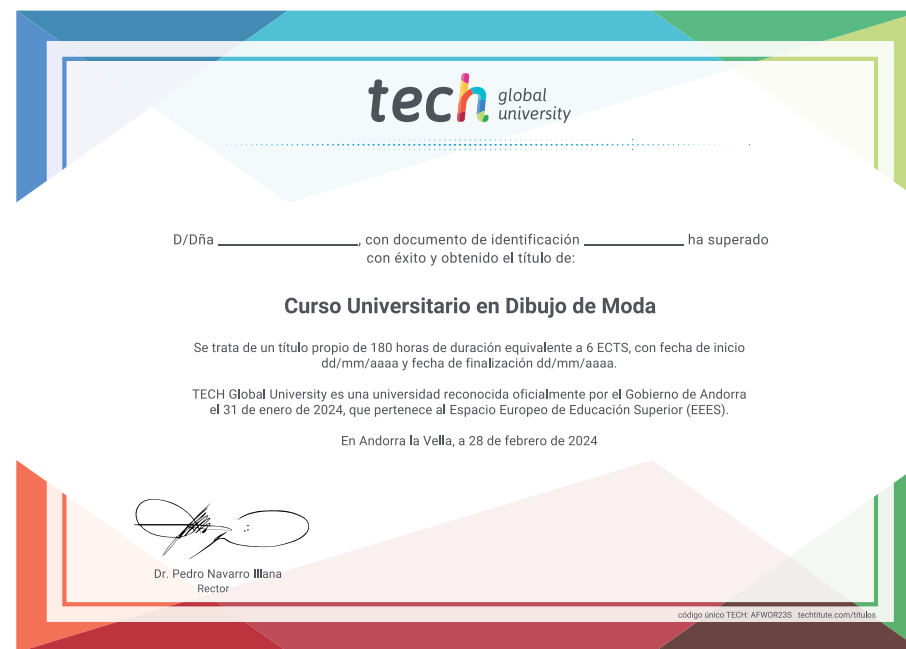 tech global university
D/Dña ____________________, con documento de identificación ______________ ha superado
con éxito y obtenido el título de:
Curso Universitario en Dibujo de Moda
Se trata de un título propio de 180 horas de duración equivalente a 6 ECTS, con fecha de inicio
dd/mm/aaaa y fecha de finalización dd/mm/aaaa.
TECH Global University es una universidad reconocida oficialmente por el Gobierno de Andorra
el 31 de enero de 2024, que pertenece al Espacio Europeo de Educación Superior (EEES).
En Andorra la Vella, a 28 de febrero de 2024
Dr. Pedro Navarro Illana
Rector
código único TECH: AFWOR23S techtitute.com/titulos